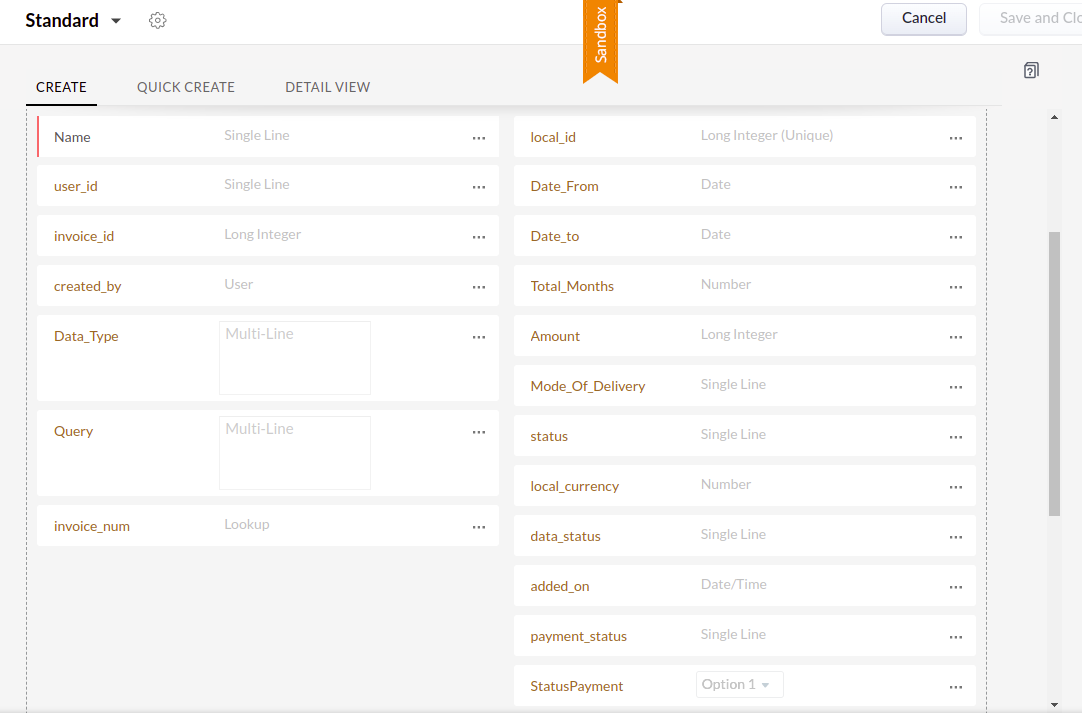 Standard
Cancel
Save and Clo
Sandbox
CREATE
QUICK CREATE
DETAIL VIEW
Name
Single Line
...
user_id
Single Line
...
invoice_id
Long Integer
...
created_by
User
...
Data_Type
Multi-Line
...
Query
Multi-Line
...
invoice_num
Lookup
...
local_id
Long Integer (Unique)
...
Date_From
Date
...
Date_to
Date
...
Total_Months
Number
...
Amount
Long Integer
...
Mode_Of_Delivery
Single Line
...
status
Single Line
...
local_currency
Number
...
data_status
Single Line
...
added_on
Date/Time
...
payment_status
Single Line
...
StatusPayment
Option 1
...